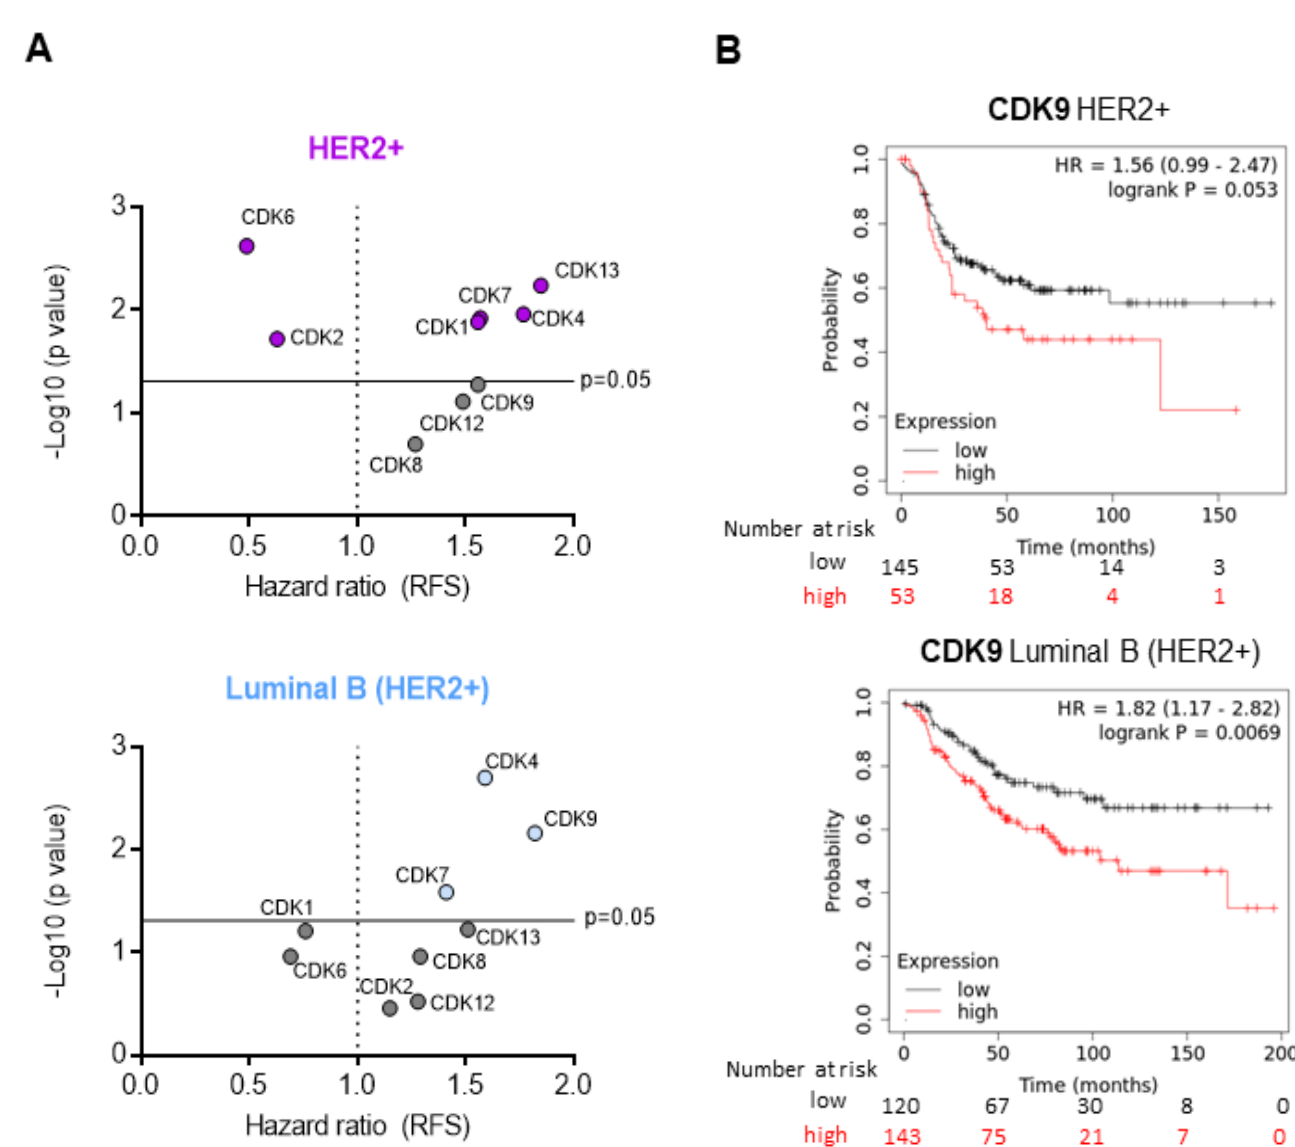 A
HER2+
3
2
1
0
-Log10 (p value)
CDK6
CDK13
CDK7
CDK1
CDK4
CDK2
p=0.05
CDK9
CDK12
CDK8
0.0 0.5 1.0 1.5 2.0
Hazard ratio (RFS)
Luminal B (HER2+)
3
2
1
0
-Log10 (p value)
CDK4
CDK9
CDK7
CDK1
p=0.05
CDK13
CDK6
CDK8
CDK2
CDK12
0.0 0.5 1.0 1.5 2.0
Hazard ratio (RFS)
B
CDK9 HER2+
HR = 1.56 (0.99 - 2.47)
logrank P = 0.053
1.0
0.8
0.6
0.4
0.2
0.0
Probability
Expression
low
high
0 50 100 150
Time (months)
Number at risk
low 145 53 14 3
high 53 18 4 1
CDK9 Luminal B (HER2+)
HR = 1.82 (1.17 - 2.82)
logrank P = 0.0069
1.0
0.8
0.6
0.4
0.2
0.0
Probability
Expression
low
high
0 50 100 150 200
Time (months)
Number at risk
low 120 67 30 8 0
high 143 75 21 7 0